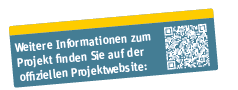 Weitere Informationen zum
Projekt finden Sie auf der
offiziellen Projektwebsite: